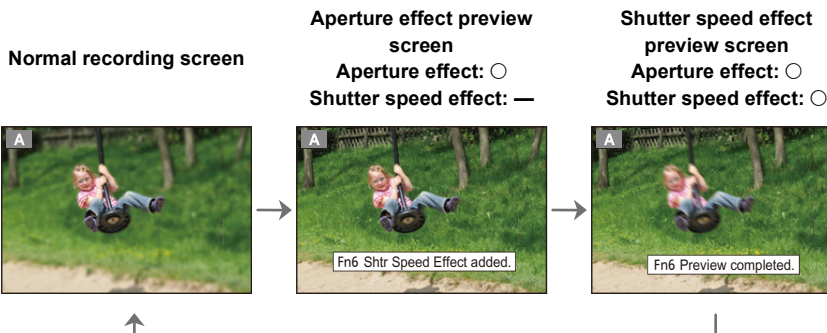 Normal recording screen
Aperture effect preview
screen
Aperture effect: ○
Shutter speed effect: —
Shutter speed effect
preview screen
Aperture effect: ○
Shutter speed effect: ○
A
A
Fn6 Shtr Speed Effect added.
A
Fn6 Preview completed.